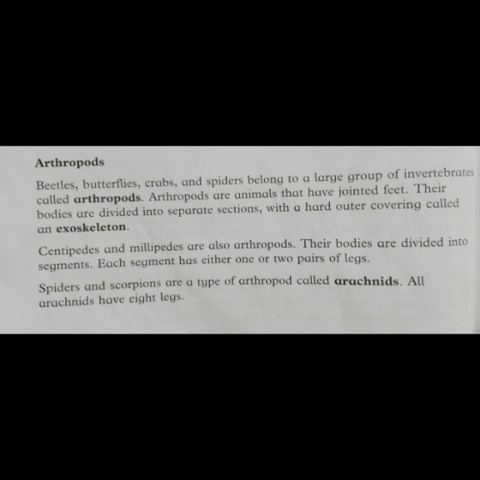 Arthropods
Beetles, butterflies, crabs, and spiders belong to a large group of invertebrates
called arthropods. Arthropods are animals that have jointed feet. Their
bodies are divided into separate sections, with a hard outer covering called
an exoskeleton.
Centipedes and millipedes are also arthropods. Their bodies are divided into
segments. Each segment has either one or two pairs of legs.
Spiders and scorpions are a type of arthropod called arachnids. All
arachnids have eight legs.